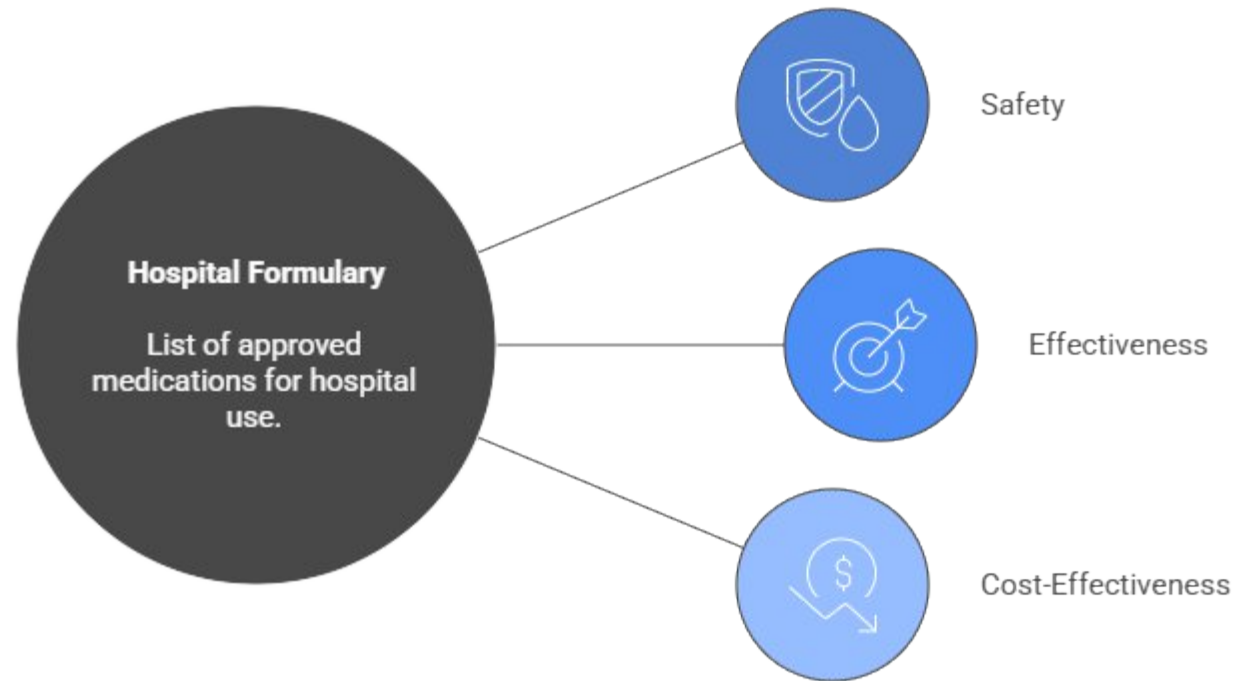 Hospital Formulary
List of approved
medications for hospital
use.
Safety
Effectiveness
$
Cost-Effectiveness